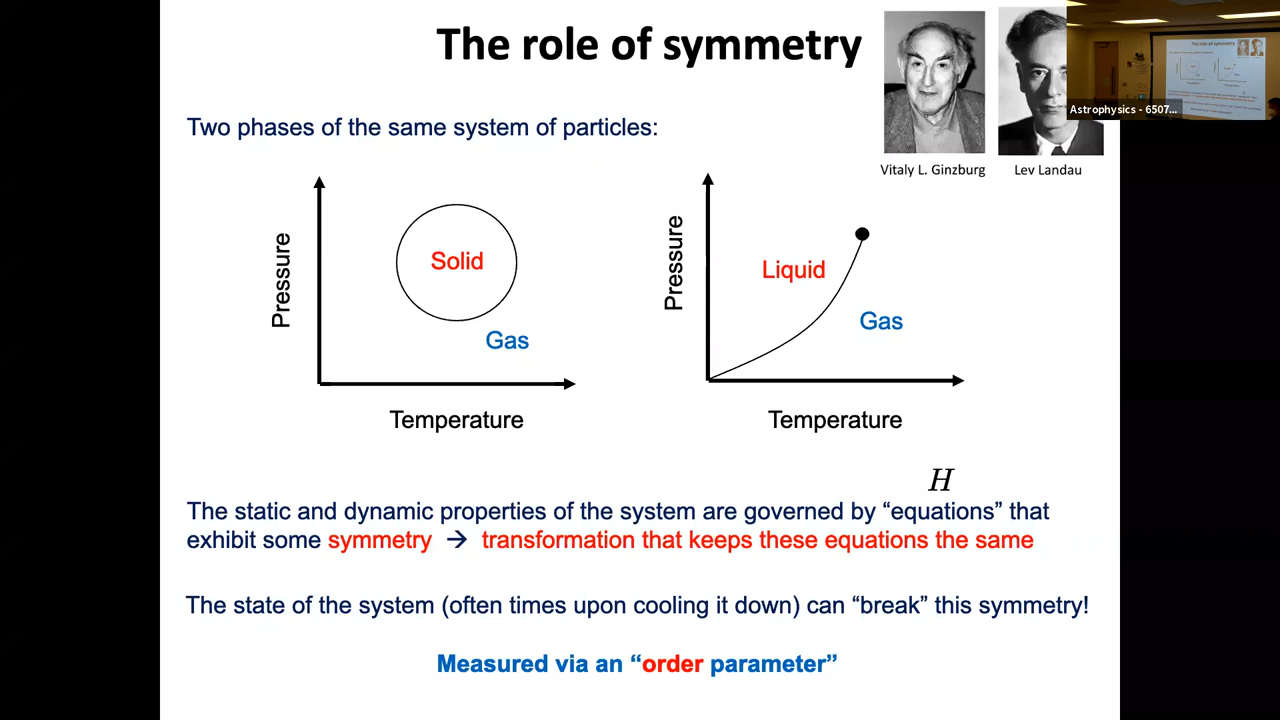 The role of symmetry
Astrophysics - 6507...
Two phases of the same system of particles:
Vitaly L. Ginzburg
Lev Landau
Pressure
Solid
Gas
Temperature
Pressure
Liquid
Gas
Temperature
H
The static and dynamic properties of the system are governed by “equations” that
exhibit some symmetry → transformation that keeps these equations the same
The state of the system (often times upon cooling it down) can “break” this symmetry!
Measured via an “order parameter”